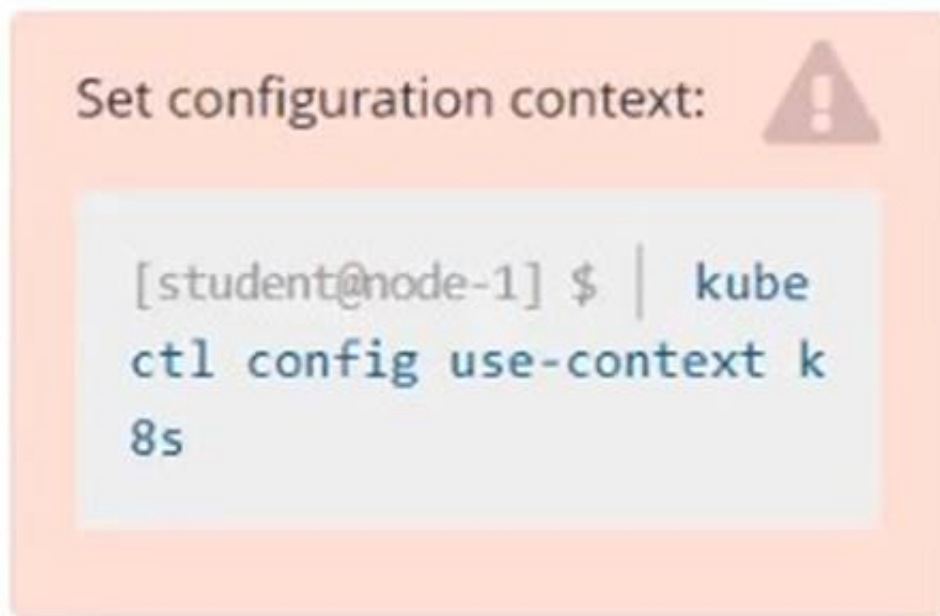 Set configuration context:
[student@node-1] $ | kube
ctl config use-context k
8s